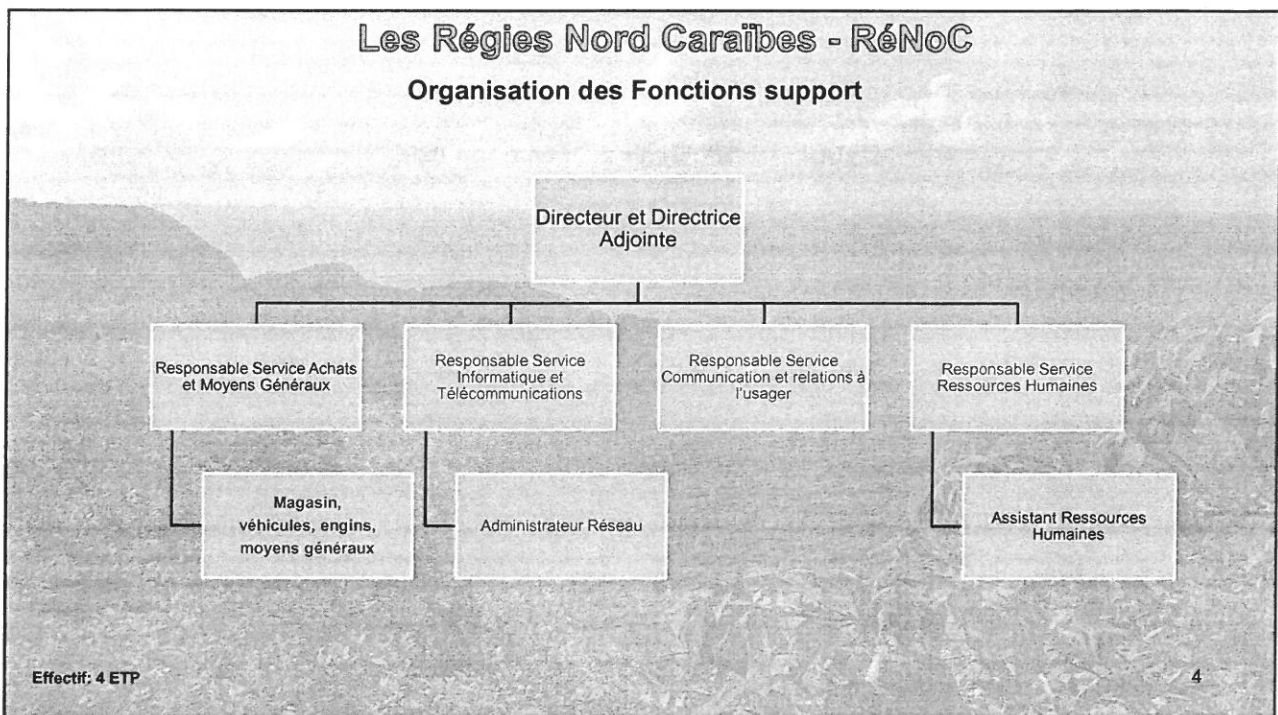 Les Régies Nord Caraïbes - RéNoC
Organisation des Fonctions support
Directeur et Directrice
Adjointe
Responsable Service Achats
et Moyens Généraux
Responsable Service
Informatique et
Télécommunications
Responsable Service
Communication et relations à
l'usager
Responsable Service
Ressources Humaines
Magasin,
véhicules, engins,
moyens généraux
Administrateur Réseau
Assistant Ressources
Humaines
Effectif: 4 ETP
4